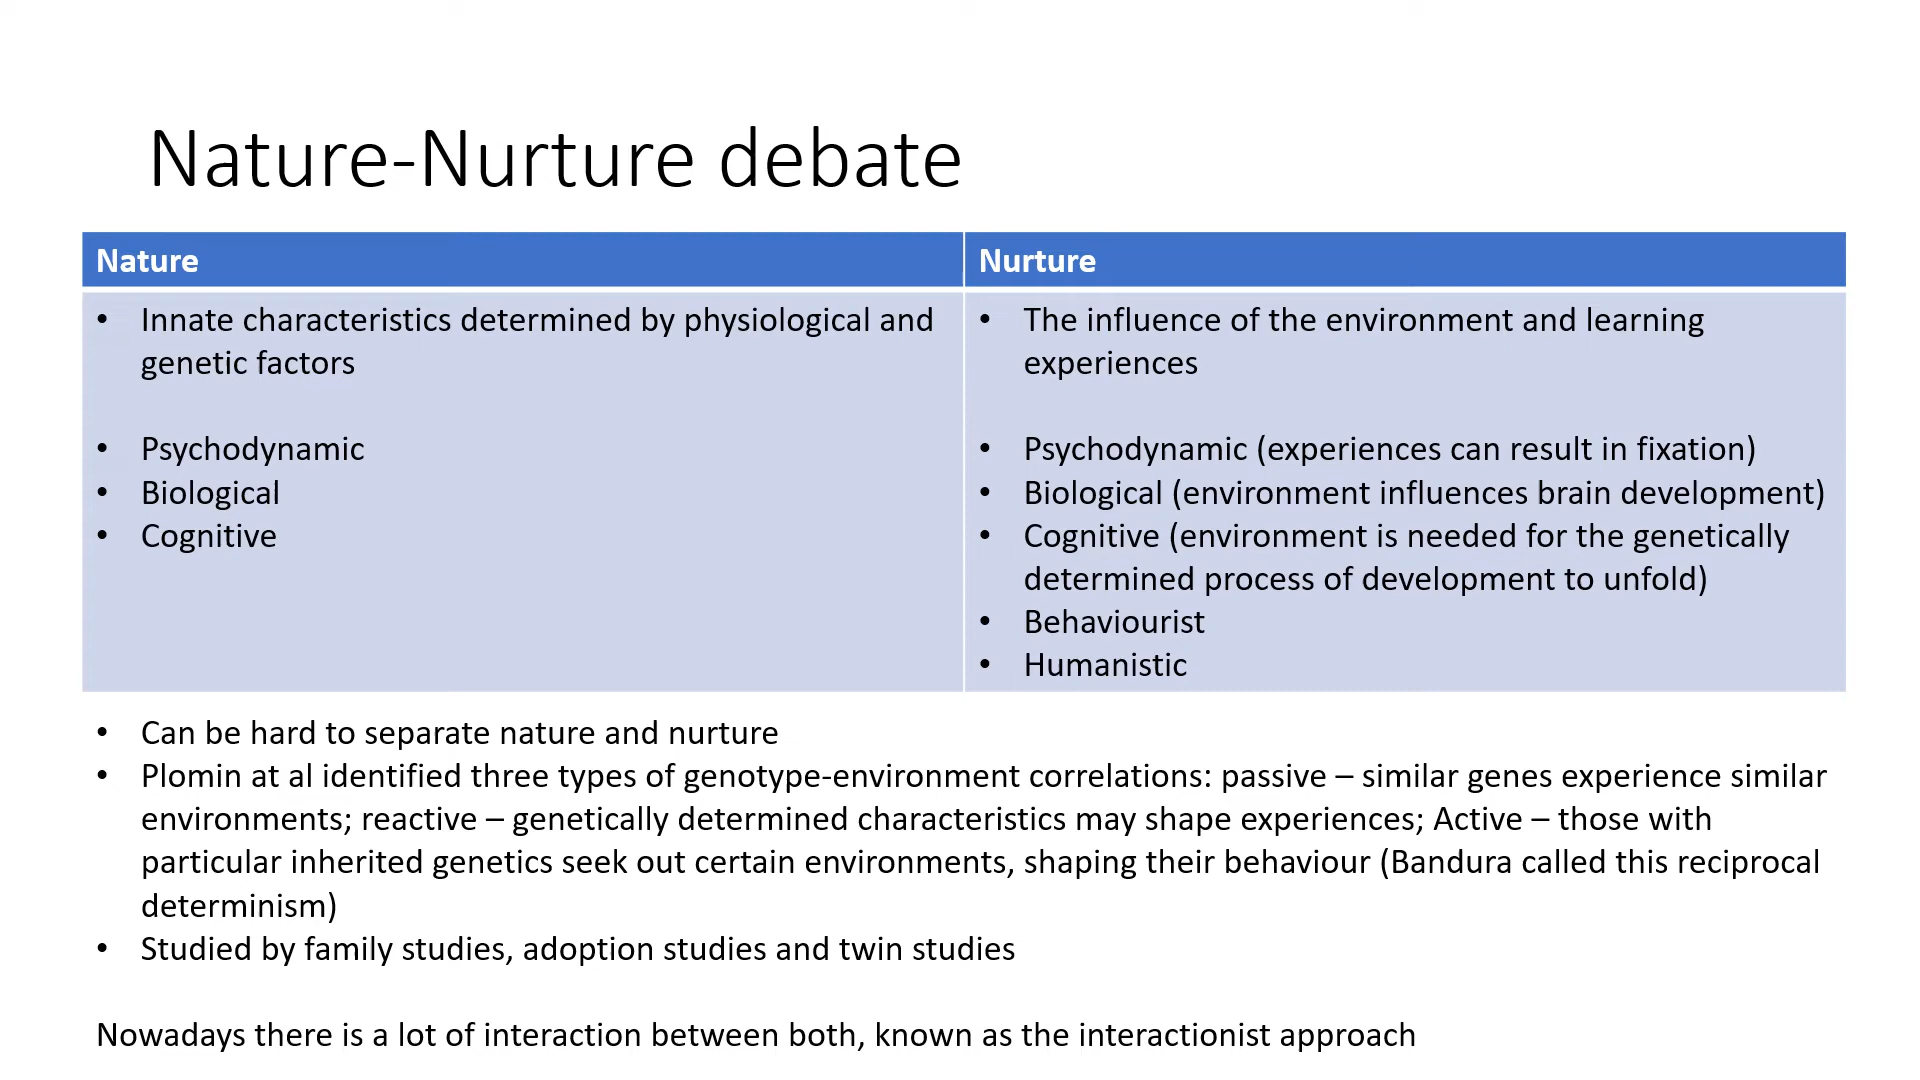 Nature-Nurture debate
Nature
Nurture
• Innate characteristics determined by physiological and
genetic factors
• Psychodynamic
• Biological
• Cognitive
• The influence of the environment and learning
experiences
• Psychodynamic (experiences can result in fixation)
• Biological (environment influences brain development)
• Cognitive (environment is needed for the genetically
determined process of development to unfold)
• Behaviourist
• Humanistic
• Can be hard to separate nature and nurture
• Plomin at al identified three types of genotype-environment correlations: passive – similar genes experience similar
environments; reactive – genetically determined characteristics may shape experiences; Active – those with
particular inherited genetics seek out certain environments, shaping their behaviour (Bandura called this reciprocal
determinism)
• Studied by family studies, adoption studies and twin studies
Nowadays there is a lot of interaction between both, known as the interactionist approach